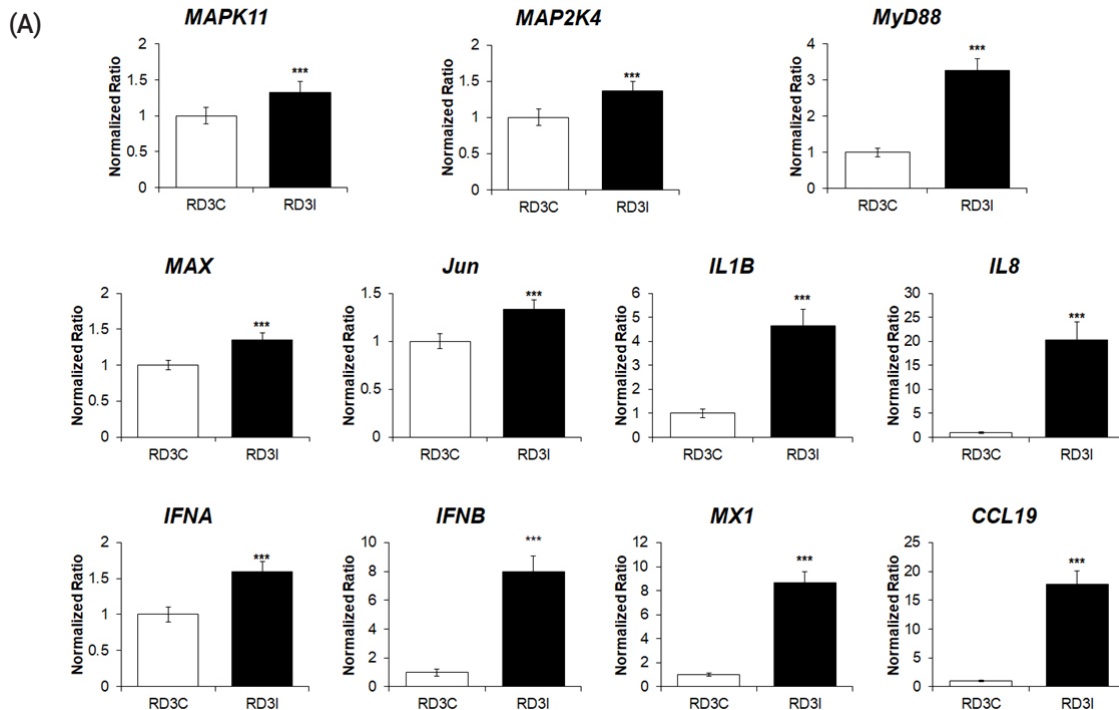 (A)
MAPK11
MAP2K4
MyD88
Normalized Ratio
2
1.5
1
0.5
0
***
RD3C
RD3I
Normaized Ratio
2
1.5
1
0.5
0
***
RD3C
RD3I
Normalized Ratio
4
3
2
1
0
***
RD3C
RD3I
MAX
Jun
IL1B
IL8
Normalized Ratio
2
1.5
1
0.5
0
***
RD3C
RD3I
Normalized Ratio
1.5
1
0.5
0
***
RD3C
RD3I
Normalized Ratio
6
5
4
3
2
1
0
***
RD3C
RD3I
Normalized Ratio
30
25
20
15
10
5
0
***
RD3C
RD3I
IFNA
IFNB
MX1
CCL19
Normalized Ratio
2
1.5
1
0.5
0
***
RD3C
RD3I
Normalized Ratio
10
8
6
4
2
0
***
RD3C
RD3I
Normalized Ratio
12
10
8
6
4
2
0
***
RD3C
RD3I
Normalized Ratio
25
20
15
10
5
0
***
RD3C
RD3I